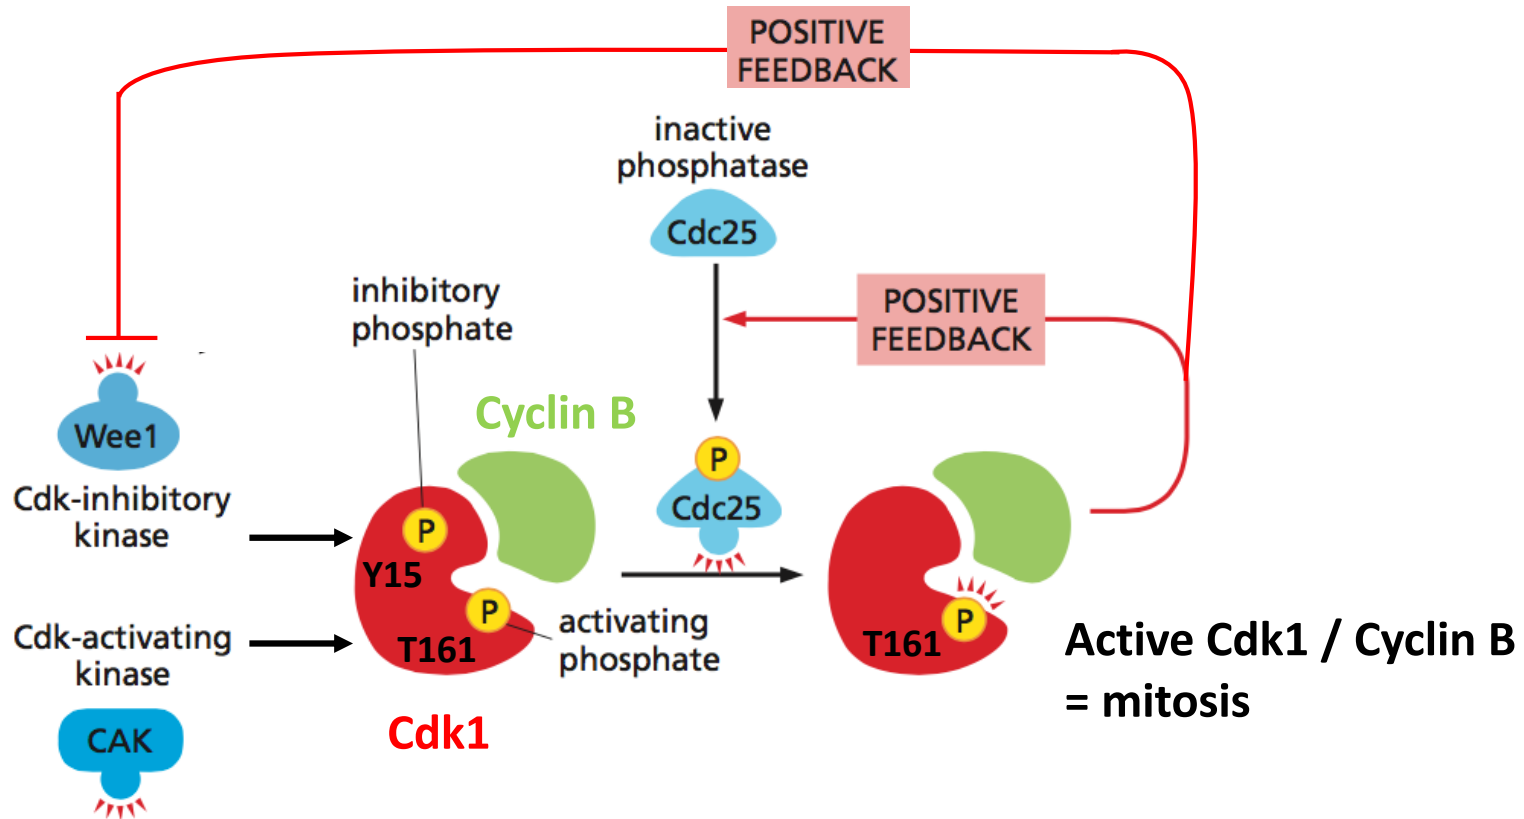 POSITIVE
FEEDBACK
inactive
phosphatase
Cdc25
inhibitory
phosphate
POSITIVE
FEEDBACK
Cyclin B
Wee1
Cdk-inhibitory
kinase
P
Cdc25
P
Y15
P
T161
activating
phosphate
Cdk-activating
kinase
CAK
Cdk1
P
T161
Active Cdk1 / Cyclin B
= mitosis